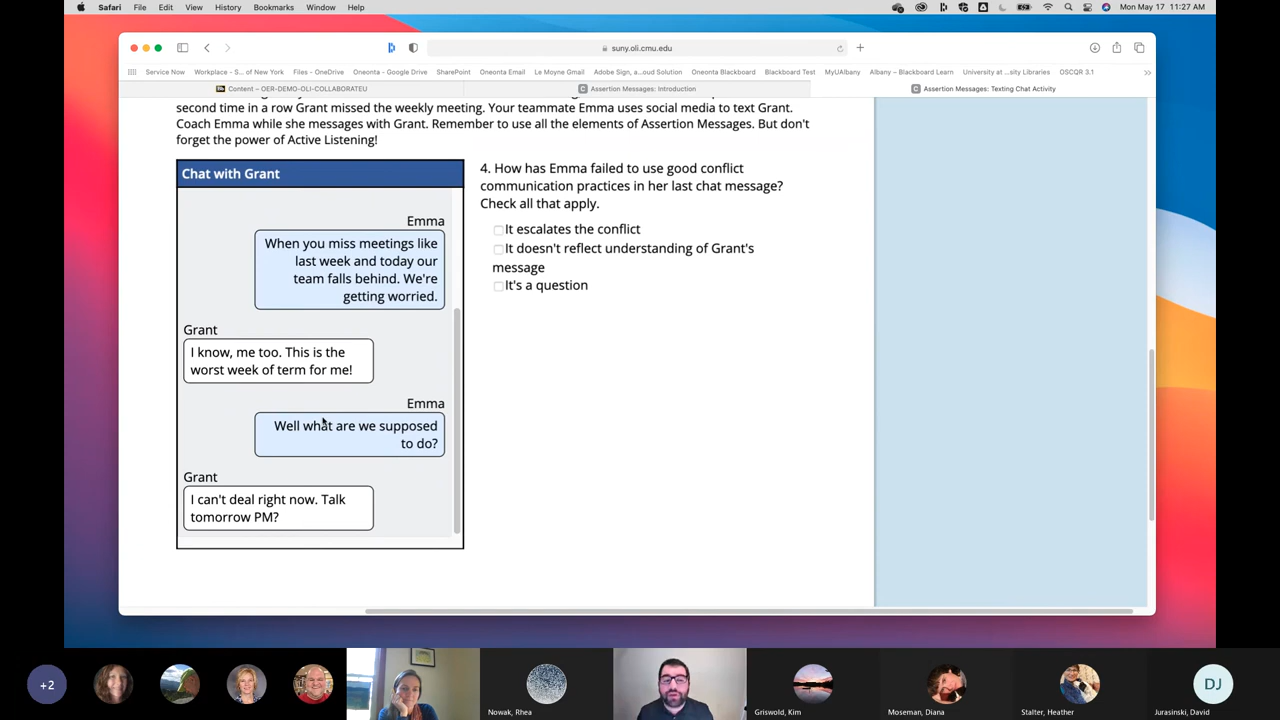 Safari File Edit View History Bookmarks Window Help Mon May 17 11:27 AM
suny.oli.cmu.edu
Service Now Workplace - S... of New York Files - OneDrive Oneonta - Google Drive SharePoint Oneonta Email Le Moyne Gmail Adobe Sign, a...oud Solution Oneonta Blackboard Blackboard Test MyUAlbany Albany – Blackboard Learn University at ...sity Libraries OSCQR 3.1
Content – OER-DEMO-OLI-COLLABORATEU Assertion Messages: Introduction Assertion Messages: Texting Chat Activity
second time in a row Grant missed the weekly meeting. Your teammate Emma uses social media to text Grant.
Coach Emma while she messages with Grant. Remember to use all the elements of Assertion Messages. But don't
forget the power of Active Listening!
Chat with Grant
Emma
When you miss meetings like
last week and today our
team falls behind. We're
getting worried.
Grant
I know, me too. This is the
worst week of term for me!
Emma
Well what are we supposed
to do?
Grant
I can't deal right now. Talk
tomorrow PM?
4. How has Emma failed to use good conflict
communication practices in her last chat message?
Check all that apply.
It escalates the conflict
It doesn't reflect understanding of Grant's
message
It's a question
+2
Nowak, Rhea
Griswold, Kim
Moseman, Diana
Stalter, Heather
DJ
Jurasinski, David